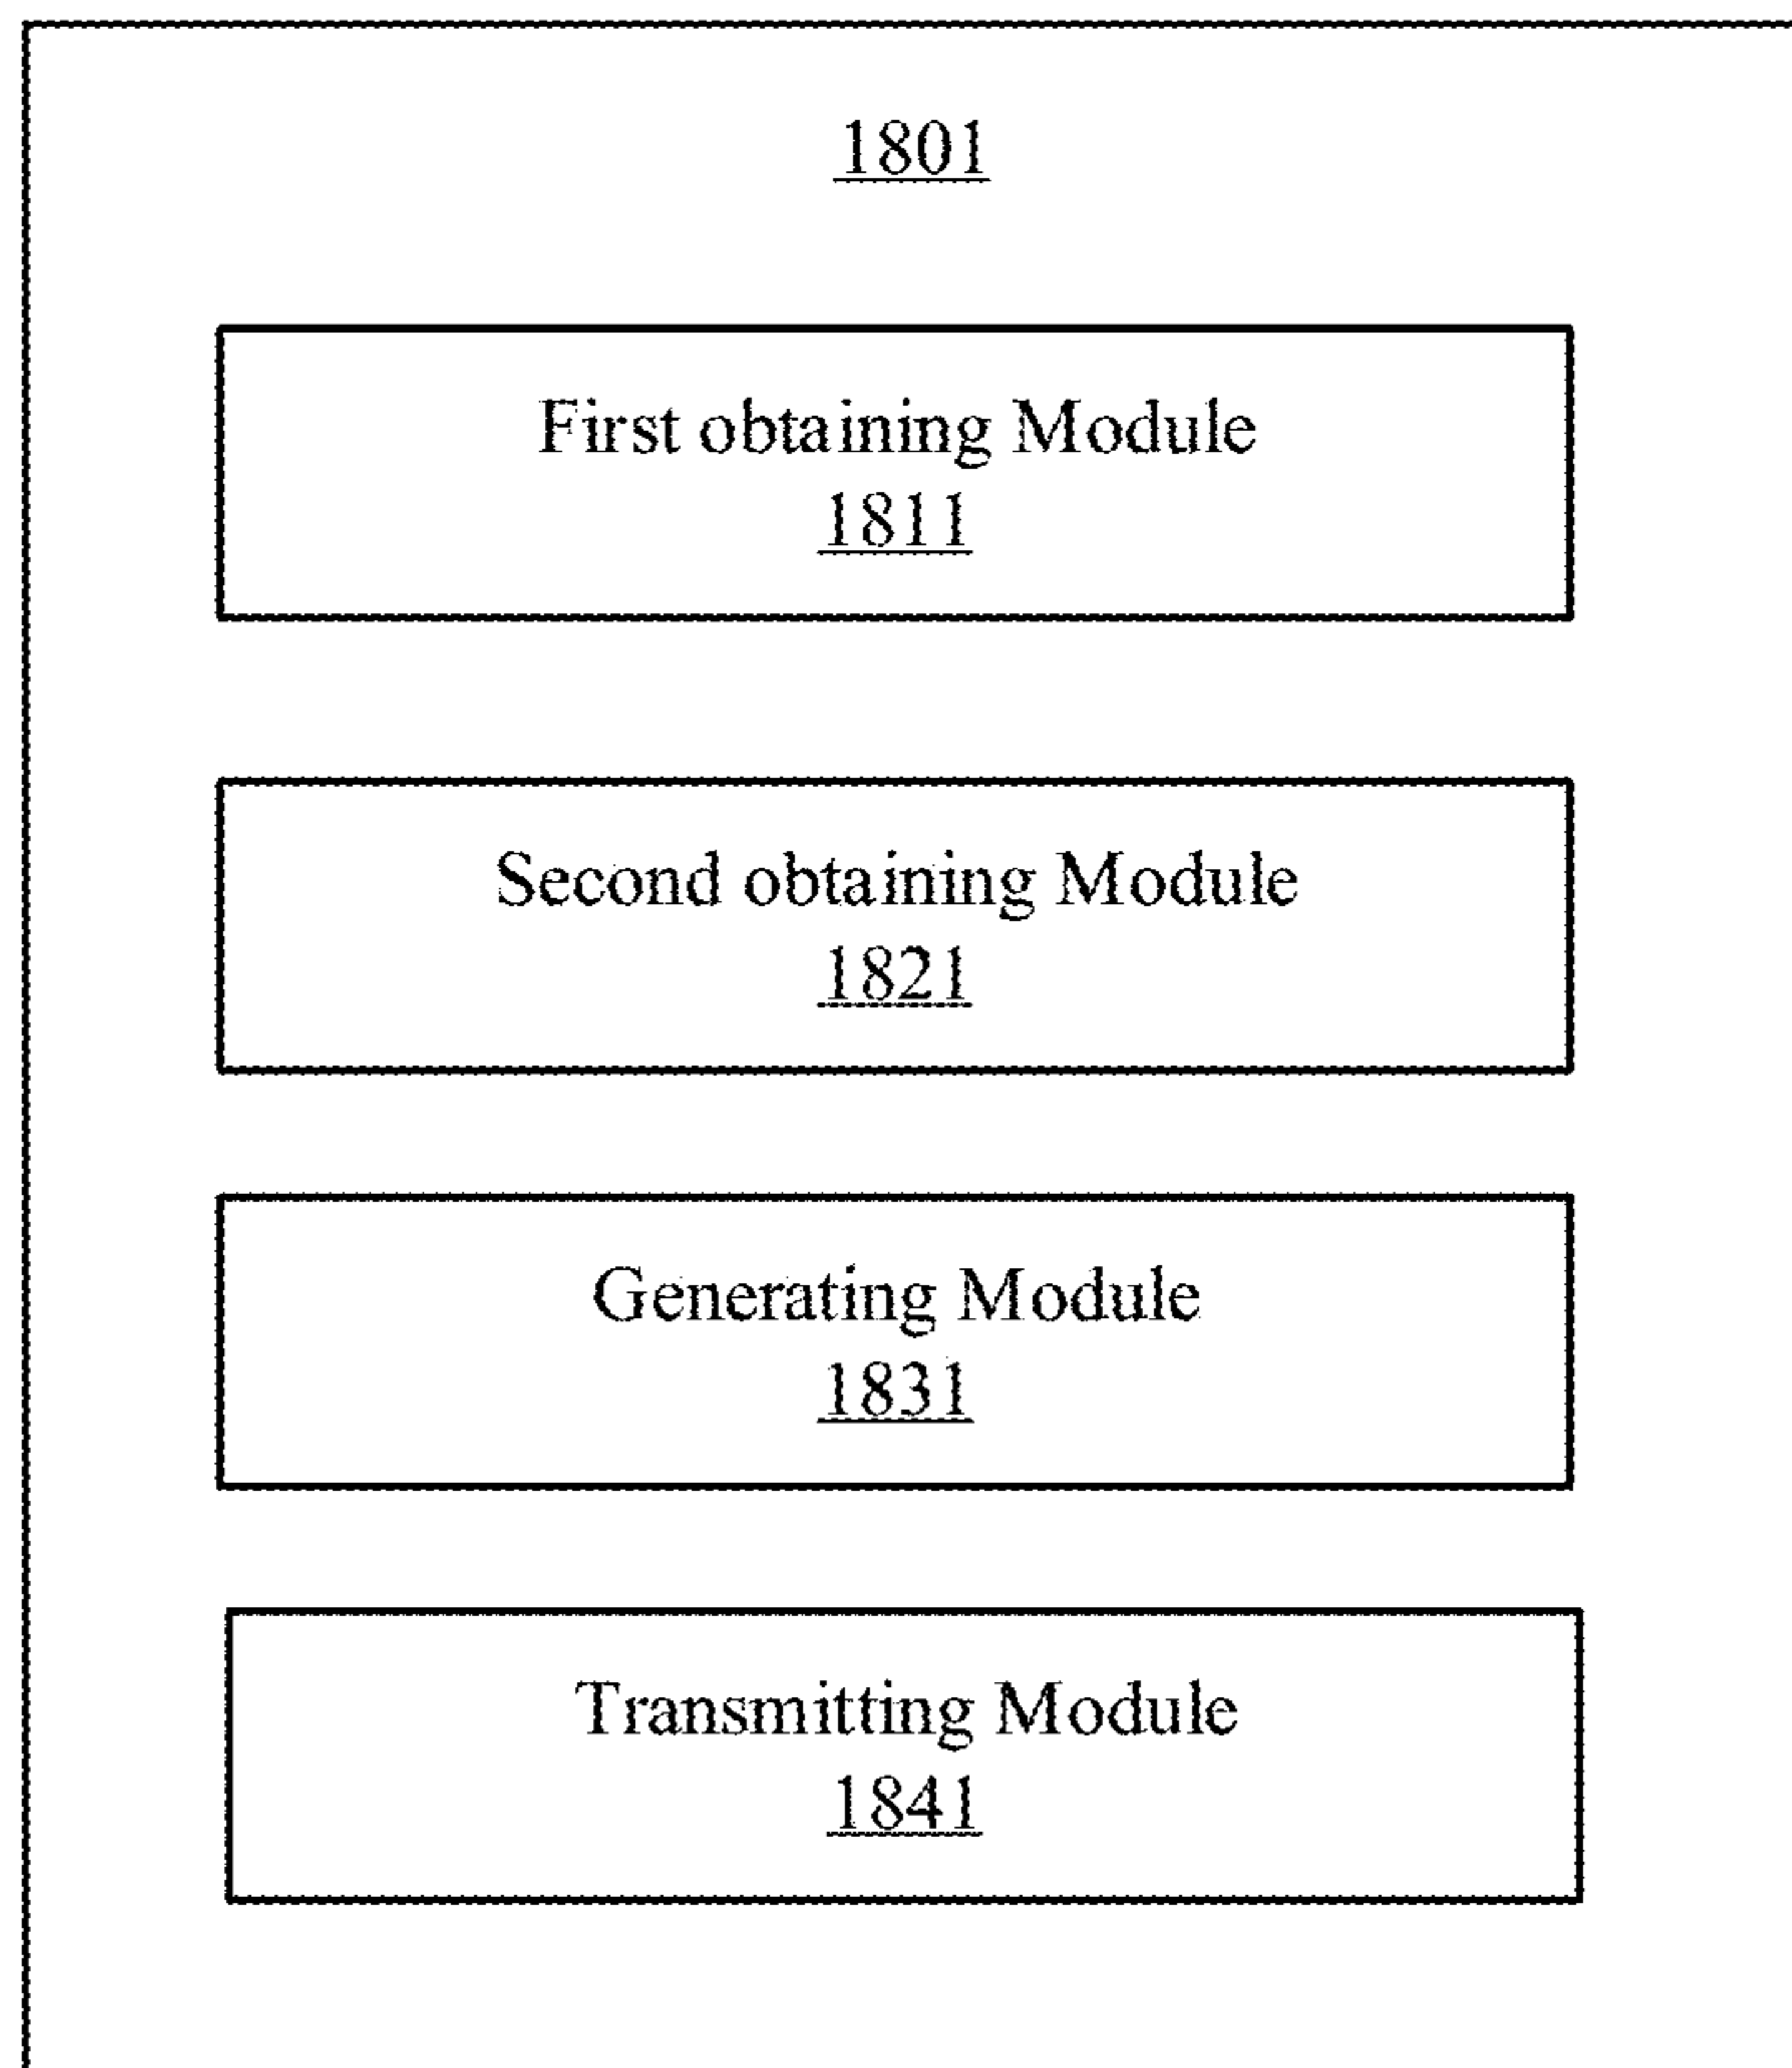 1801
First obtaining Module
1811
Second obtaining Module
1821
Generating Module
1831
Transmitting Module
1841